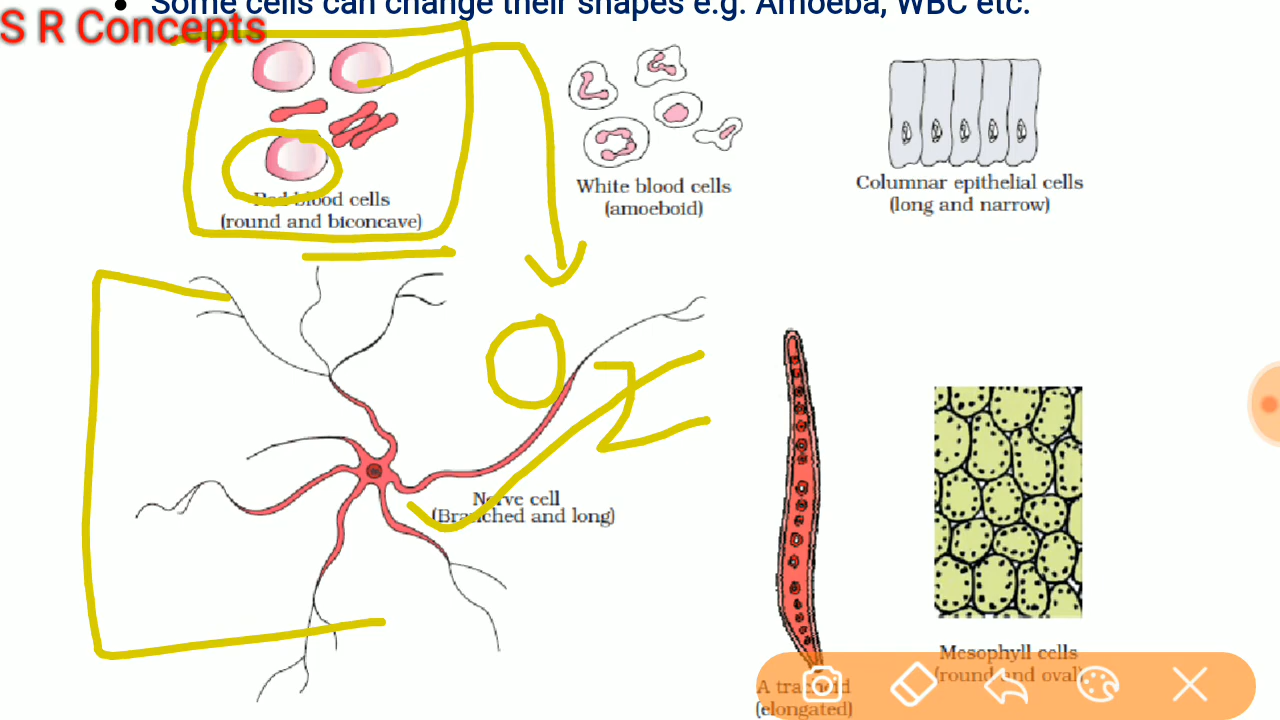 Some cells can change their shapes e.g. Amoeba, WBC etc.
S R Concepts
Red blood cells
(round and biconcave)
White blood cells
(amoeboid)
Columnar epithelial cells
(long and narrow)
Nerve cell
(Branched and long)
Mesophyll cells
(round and oval)
A tracheid
(elongated)